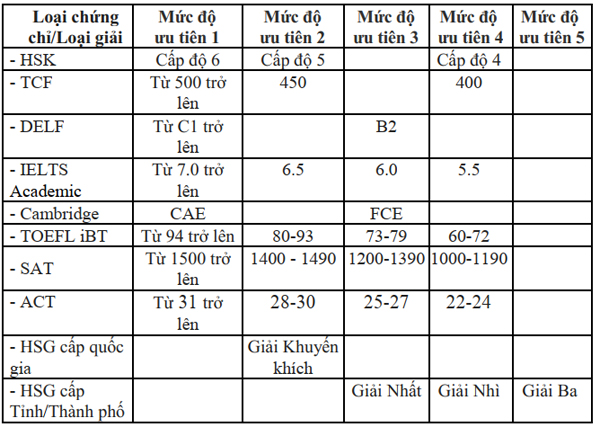 Loại chứng chỉ/Loại giải | Mức độ ưu tiên 1 | Mức độ ưu tiên 2 | Mức độ ưu tiên 3 | Mức độ ưu tiên 4 | Mức độ ưu tiên 5
- HSK | Cấp độ 6 | Cấp độ 5 | | Cấp độ 4 |
- TCF | Từ 500 trở lên | 450 | | 400 |
- DELF | Từ C1 trở lên | | B2 | |
- IELTS Academic | Từ 7.0 trở lên | 6.5 | 6.0 | 5.5 |
- Cambridge | CAE | | FCE | |
- TOEFL iBT | Từ 94 trở lên | 80-93 | 73-79 | 60-72 |
- SAT | Từ 1500 trở lên | 1400 - 1490 | 1200-1390 | 1000-1190 |
- ACT | Từ 31 trở lên | 28-30 | 25-27 | 22-24 |
- HSG cấp quốc gia | | Giải Khuyến khích | | |
- HSG cấp Tỉnh/Thành phố | | | Giải Nhất | Giải Nhì | Giải Ba